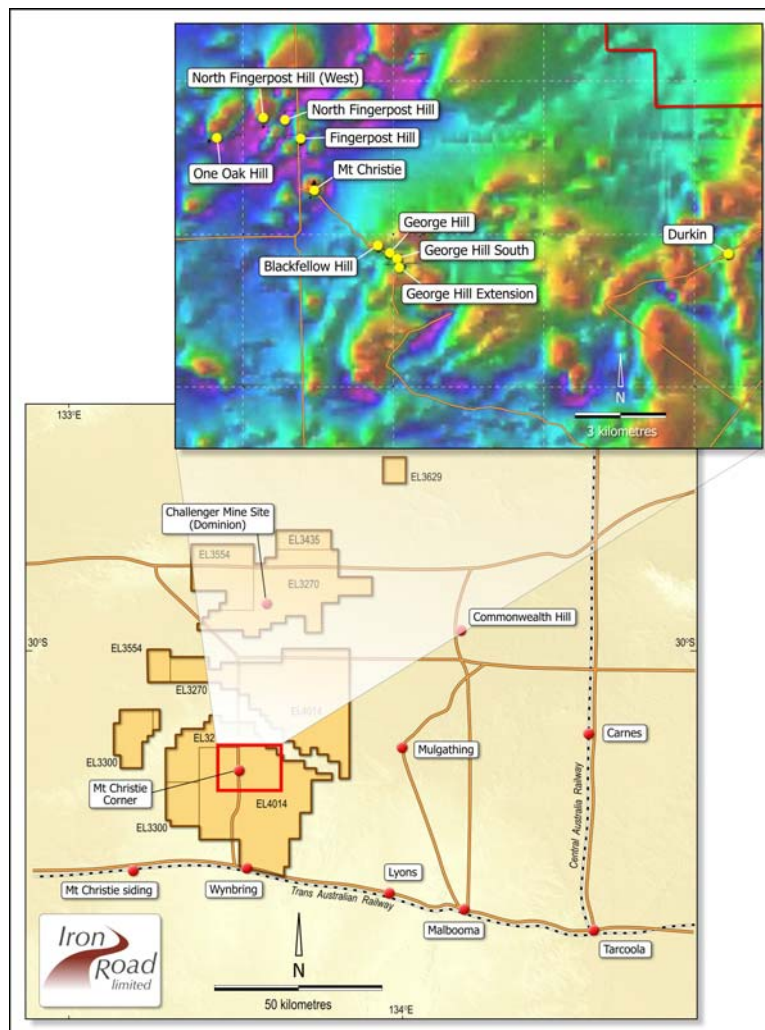 North Fingerpost Hill (West)
North Fingerpost Hill
Fingerpost Hill
One Oak Hill
Mt Christie
George Hill
Durkin
George Hill South
Blackfellow Hill
George Hill Extension
N
3 kilometres
133°E
EL3629
Challenger Mine Site
(Dominion)
EL3435
EL3554
EL3270
Commonwealth Hill
30°S
30°S
EL3554
EL3270
EL4014
EL32
Carnes
Mulgathing
EL3300
Mt Christie
Corner
EL4014
EL3300
Central Australia Railway
Mt Christie siding
Wynbring
Lyons
Trans Australian Railway
Malbooma
Tarcoola
Iron
Road
limited
N
50 kilometres
134°E